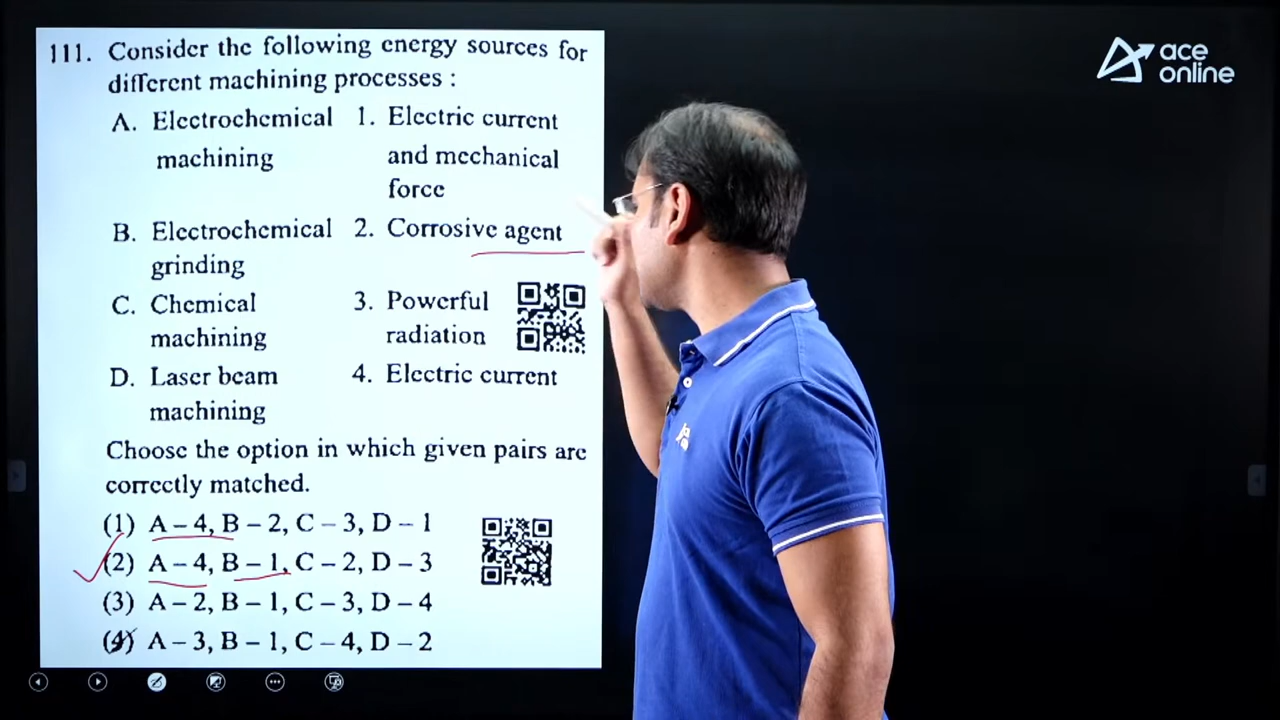 111. Consider the following energy sources for
different machining processes :
A. Electrochemical 1. Electric current
machining and mechanical
force
B. Electrochemical 2. Corrosive agent
grinding
C. Chemical 3. Powerful
machining radiation
D. Laser beam 4. Electric current
machining
Choose the option in which given pairs are
correctly matched.
(1) A – 4, B – 2, C – 3, D – 1
(2) A – 4, B – 1, C – 2, D – 3
(3) A – 2, B – 1, C – 3, D – 4
(4) A – 3, B – 1, C – 4, D – 2
ace
online